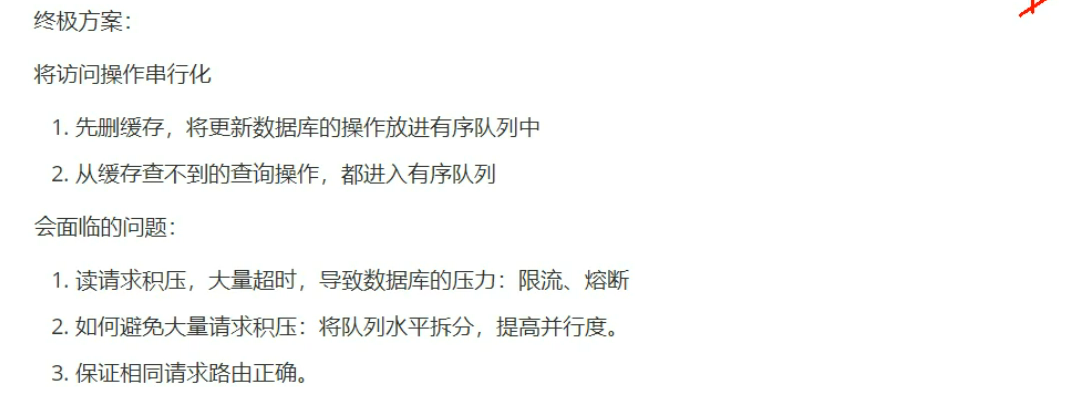 终极方案：
将访问操作串行化
1. 先删缓存，将更新数据库的操作放进有序队列中
2. 从缓存查不到的查询操作，都进入有序队列
会面临的问题：
1. 读请求积压，大量超时，导致数据库的压力：限流、熔断
2. 如何避免大量请求积压：将队列水平拆分，提高并行度。
3. 保证相同请求路由正确。